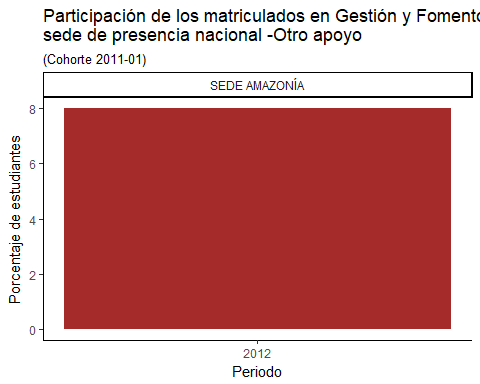 Participación de los matriculados en Gestión y Fomento
sede de presencia nacional -Otro apoyo
(Cohorte 2011-01)
SEDE AMAZONÍA
Porcentaje de estudiantes
8
6
4
2
0
2012
Periodo